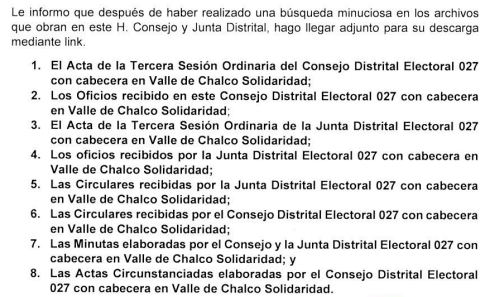 Le informo que después de haber realizado una búsqueda minuciosa en los archivos
que obran en este H. Consejo y Junta Distrital, hago llegar adjunto para su descarga
mediante link.
1. El Acta de la Tercera Sesión Ordinaria del Consejo Distrital Electoral 027
con cabecera en Valle de Chalco Solidaridad;
2. Los Oficios recibido en este Consejo Distrital Electoral 027 con cabecera
en Valle de Chalco Solidaridad;
3. El Acta de la Tercera Sesión Ordinaria de la Junta Distrital Electoral 027
con cabecera en Valle de Chalco Solidaridad;
4. Los oficios recibidos por la Junta Distrital Electoral 027 con cabecera en
Valle de Chalco Solidaridad;
5. Las Circulares recibidas por la Junta Distrital Electoral 027 con cabecera
en Valle de Chalco Solidaridad;
6. Las Circulares recibidas por el Consejo Distrital Electoral 027 con cabecera
en Valle de Chalco Solidaridad;
7. Las Minutas elaboradas por el Consejo y la Junta Distrital Electoral 027 con
cabecera en Valle de Chalco Solidaridad; y
8. Las Actas Circunstanciadas elaboradas por el Consejo Distrital Electoral
027 con cabecera en Valle de Chalco Solidaridad.